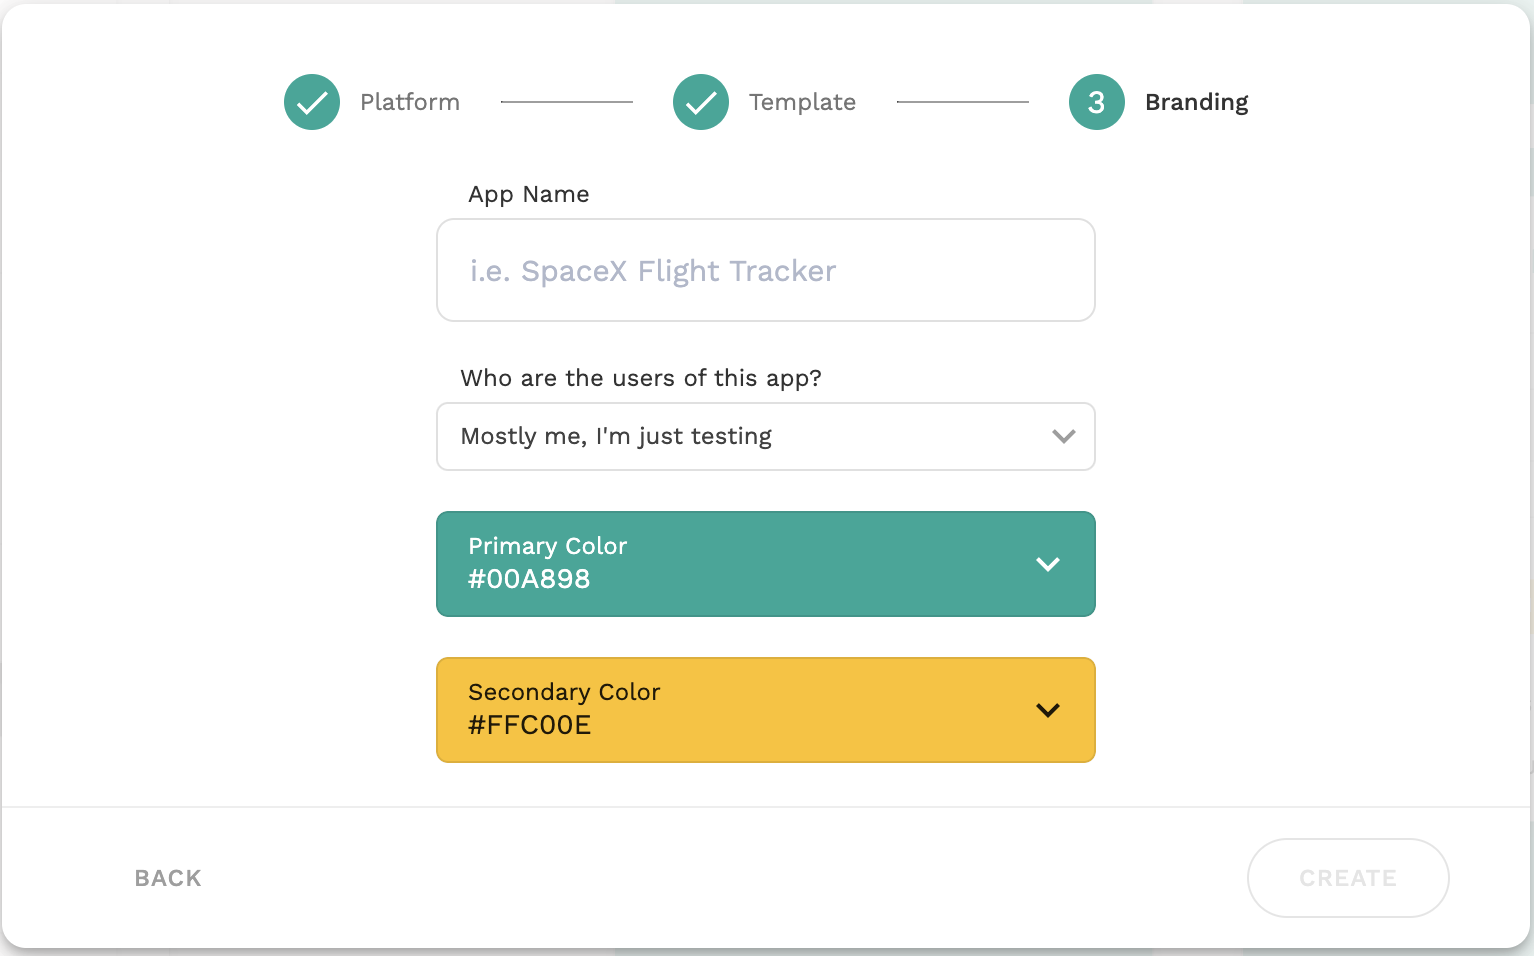 Platform
Template
3 Branding
App Name
i.e. SpaceX Flight Tracker
Who are the users of this app?
Mostly me, I'm just testing
Primary Color
#00A898
Secondary Color
#FFC00E
BACK
CREATE